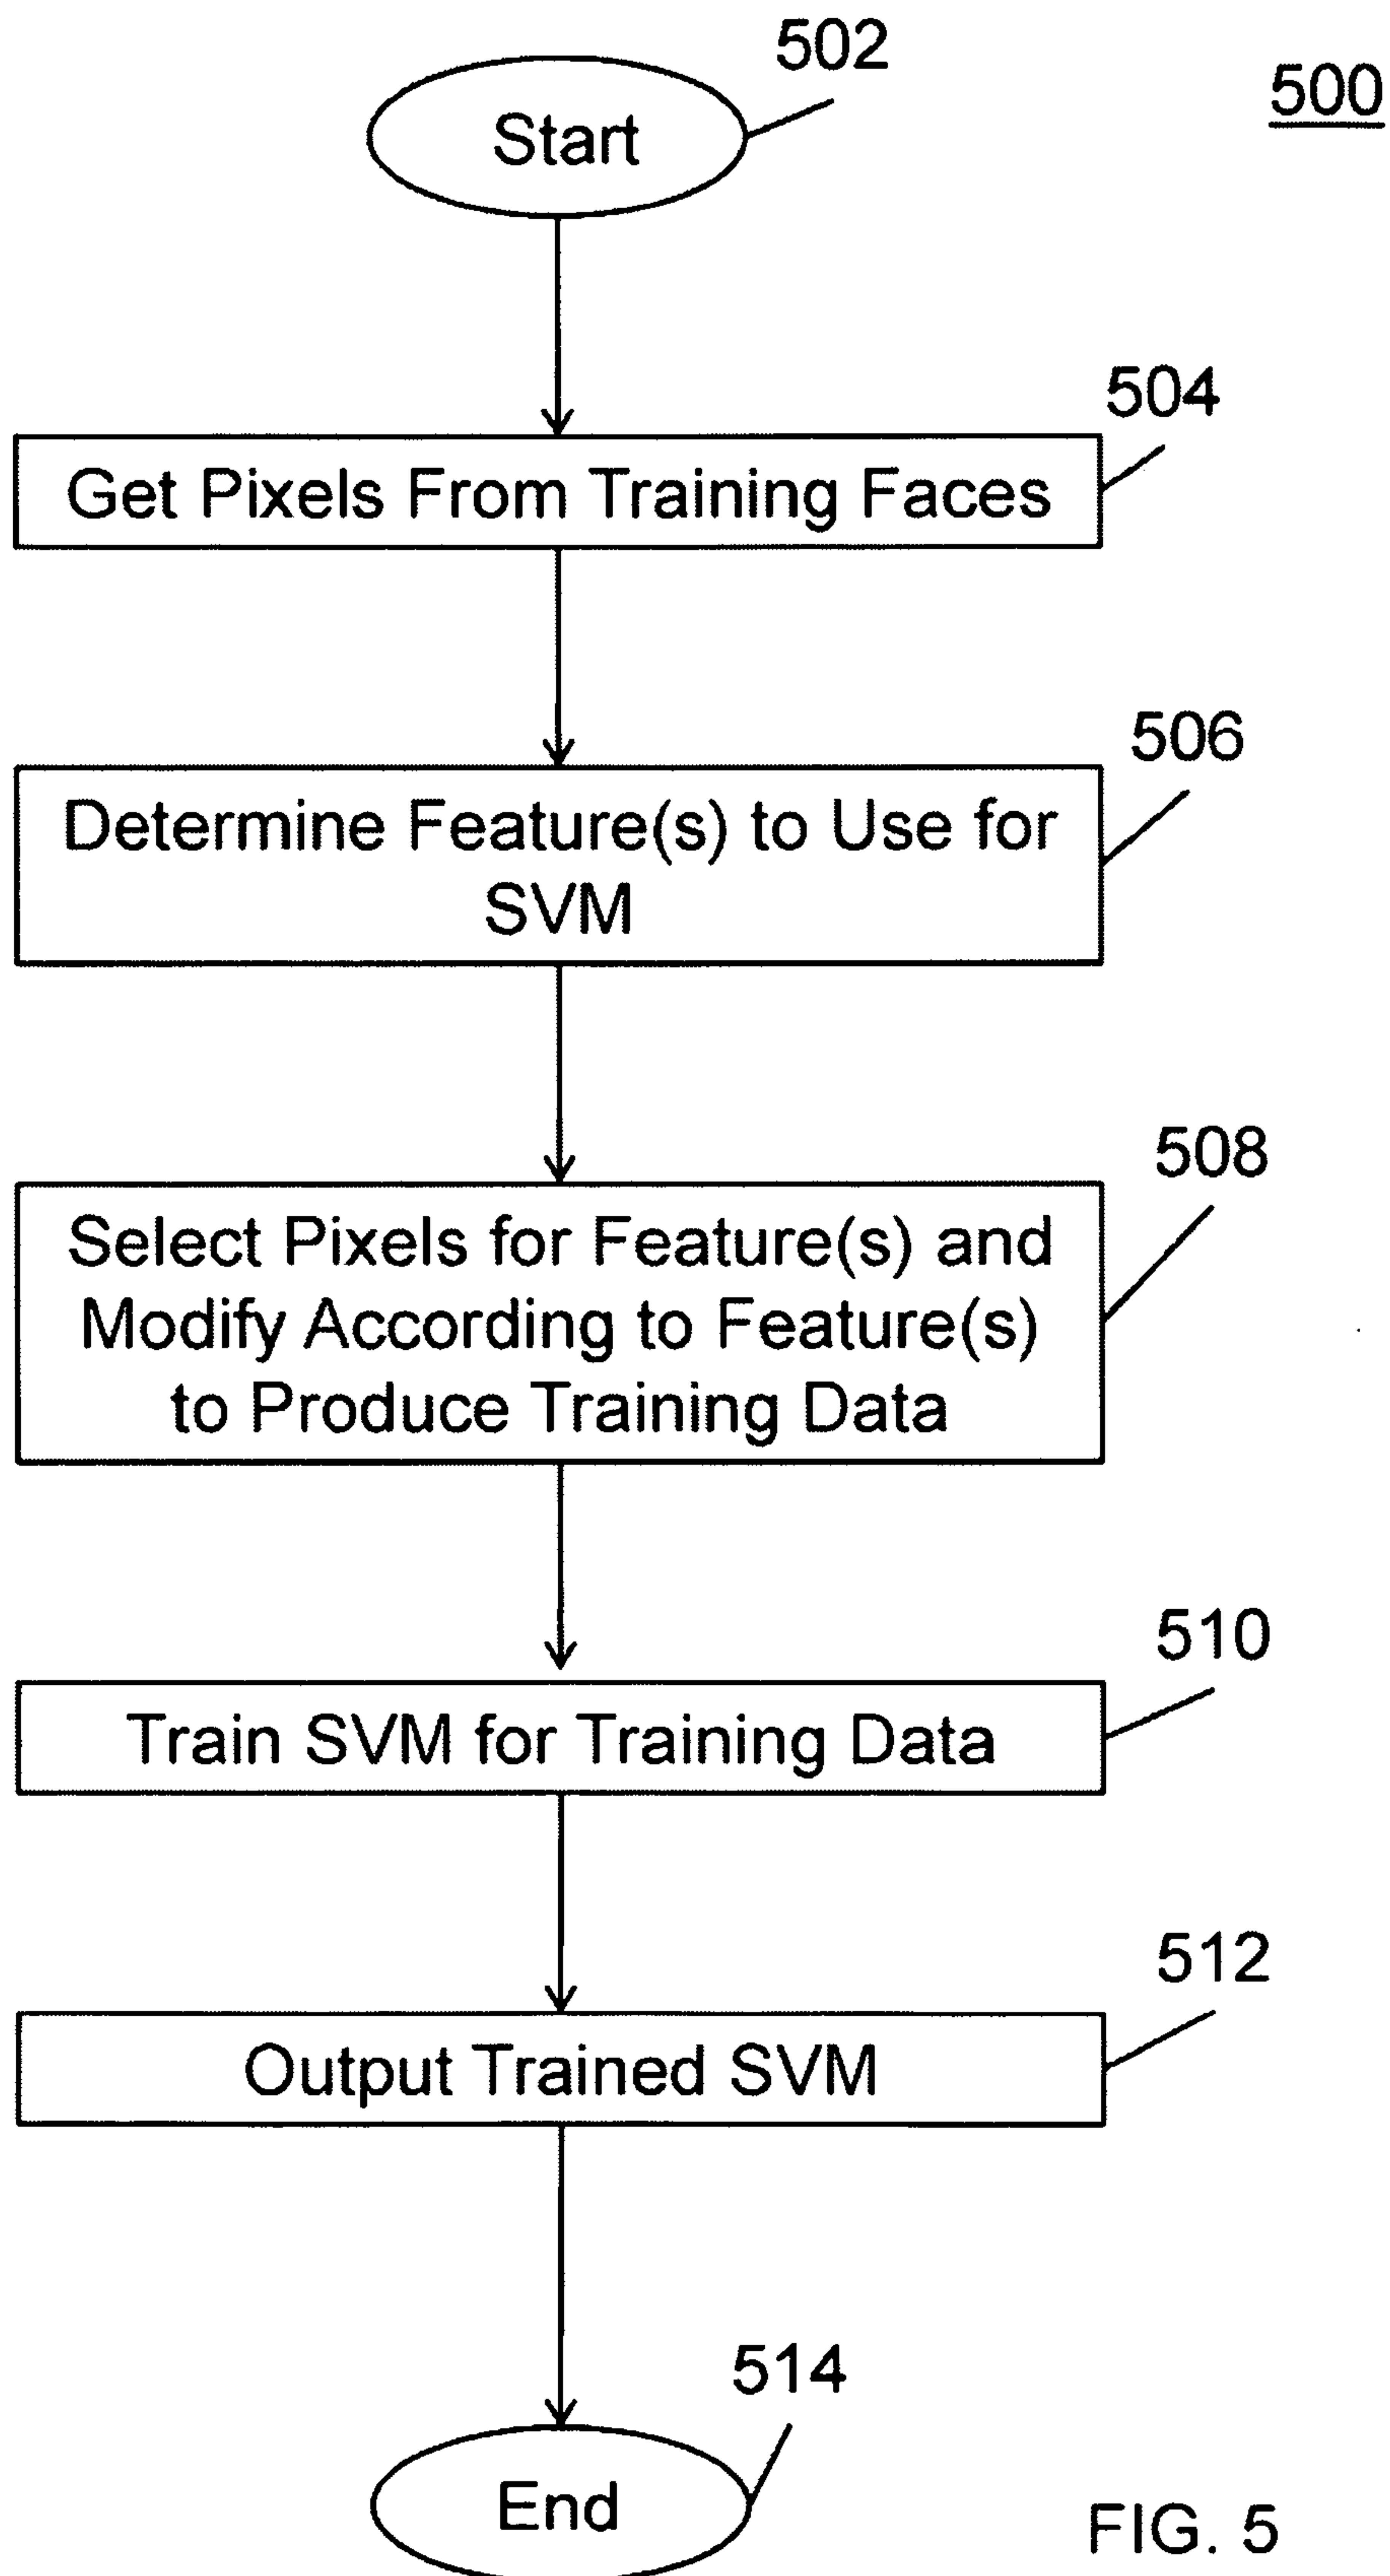 502
500
Start
504
Get Pixels From Training Faces
506
Determine Feature(s) to Use for
SVM
508
Select Pixels for Feature(s) and
Modify According to Feature(s)
to Produce Training Data
510
Train SVM for Training Data
512
Output Trained SVM
514
End
FIG. 5